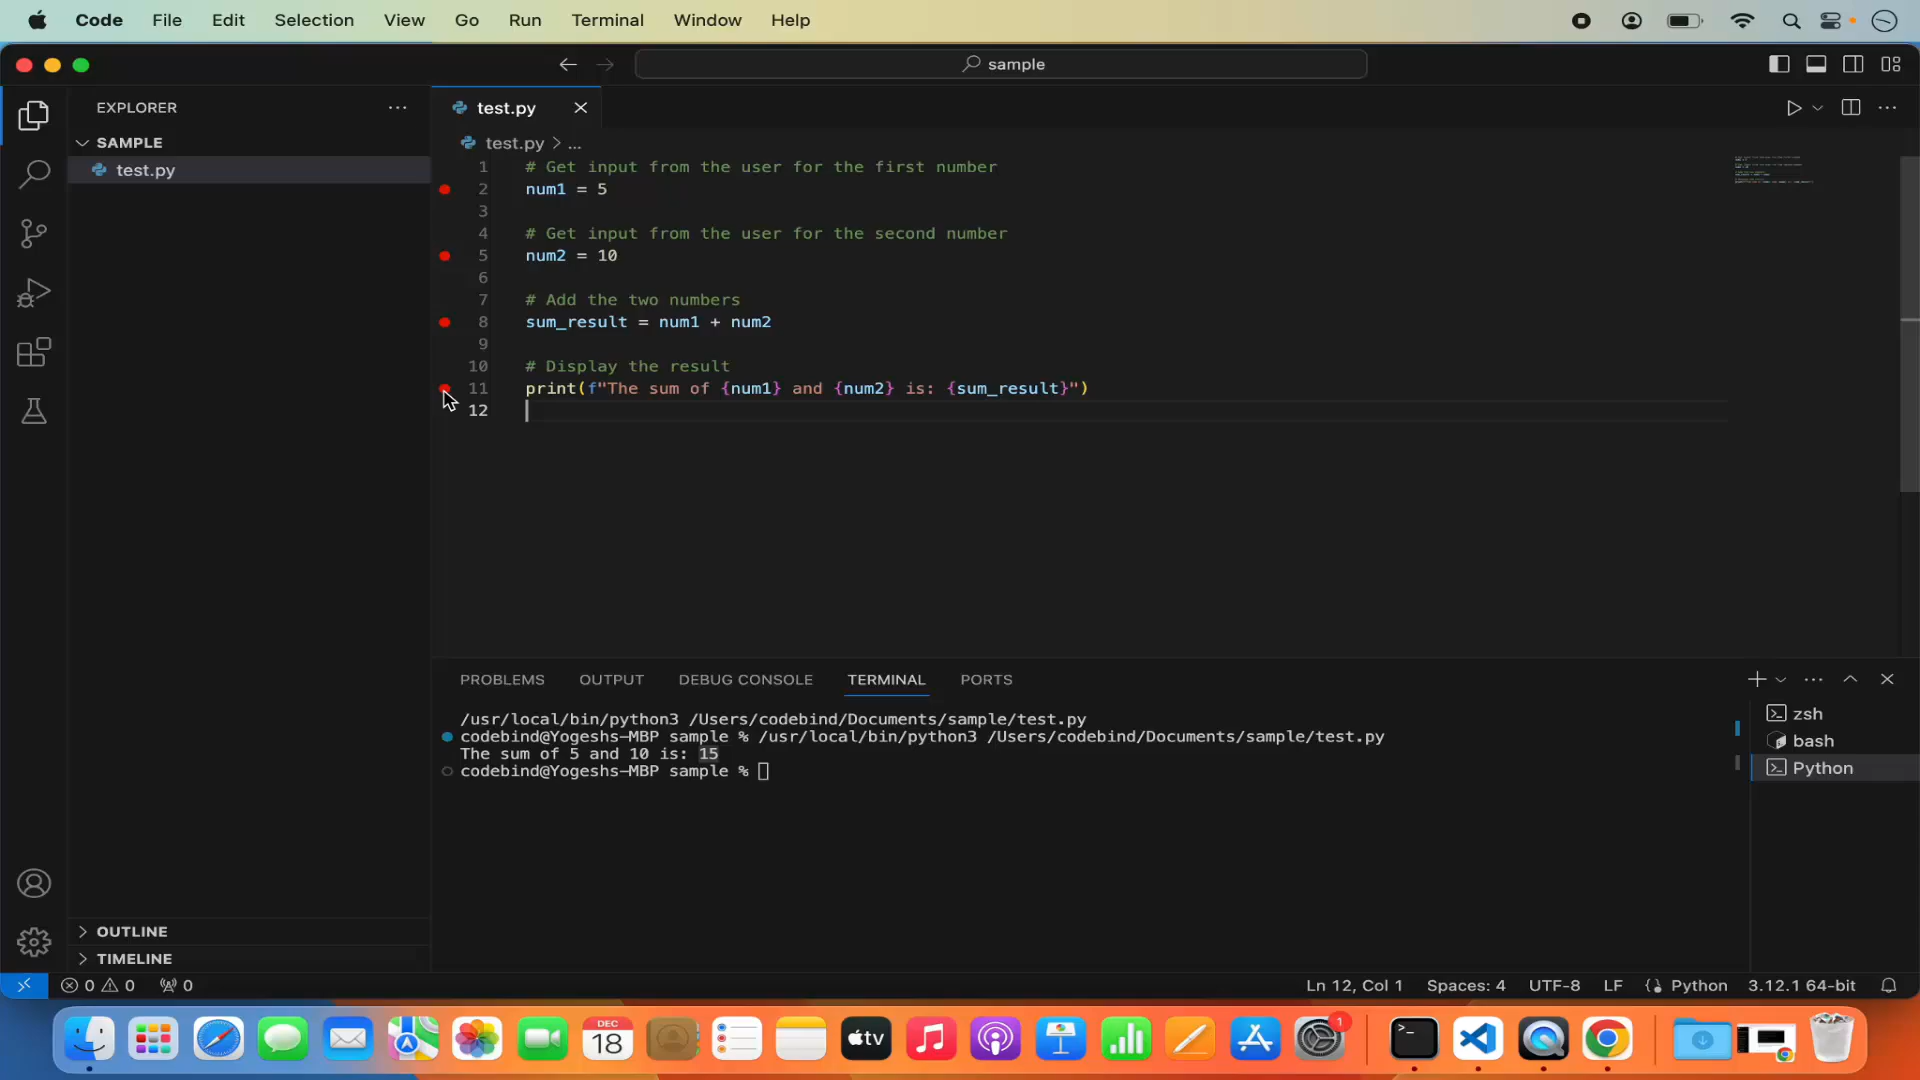 Code File Edit Selection View Go Run Terminal Window Help
sample
EXPLORER
test.py
SAMPLE
test.py
test.py > ...
1 # Get input from the user for the first number
2 num1 = 5
3
4 # Get input from the user for the second number
5 num2 = 10
6
7 # Add the two numbers
8 sum_result = num1 + num2
9
10 # Display the result
11 print(f"The sum of {num1} and {num2} is: {sum_result}")
12
PROBLEMS OUTPUT DEBUG CONSOLE TERMINAL PORTS
/usr/local/bin/python3 /Users/codebind/Documents/sample/test.py
codebind@Yogeshs-MBP sample % /usr/local/bin/python3 /Users/codebind/Documents/sample/test.py
The sum of 5 and 10 is: 15
codebind@Yogeshs-MBP sample %
zsh
bash
Python
OUTLINE
TIMELINE
0 0 0 Ln 12, Col 1 Spaces: 4 UTF-8 LF Python 3.12.1 64-bit
DEC
18
tv
1